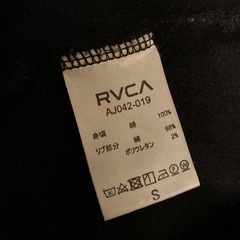 RVCA
AJ042-019
身頃 綿 100%
リブ部分 綿 98%
ポリウレタン 2%
S